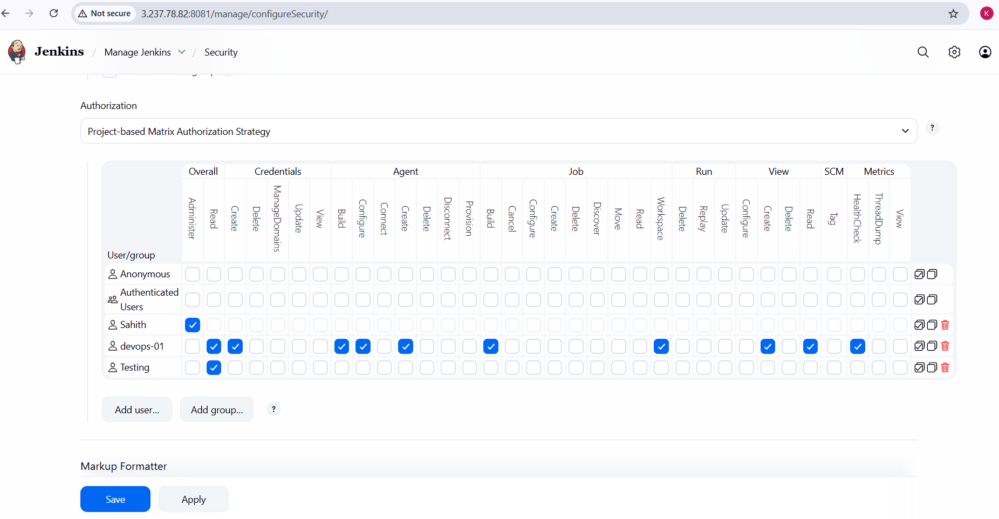 Not secure 3.237.78.82:8081/manage/configureSecurity/ K
Jenkins / Manage Jenkins / Security
Authorization
Project-based Matrix Authorization Strategy ?
Overall Credentials Agent Job Run View SCM Metrics
User/group Administer Read Create Delete ManageDomains Update View Build Configure Connect Create Delete Disconnect Provision Build Cancel Configure Create Delete Discover Move Read Workspace Delete Replay Update Configure Create Delete Read Tag HealthCheck ThreadDump View
Anonymous
Authenticated
Users
Sahith
devops-01
Testing
Add user... Add group... ?
Markup Formatter
Save Apply